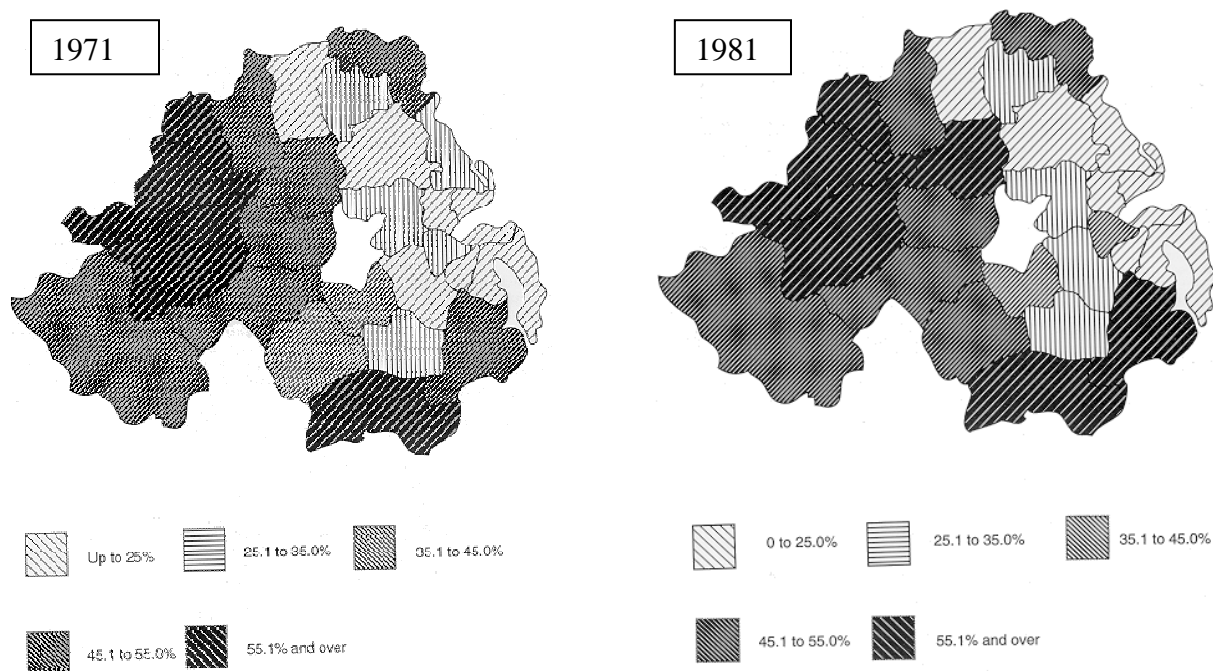 1971
1981
Up to 25%
25.1 to 35.0%
35.1 to 45.0%
45.1 to 55.0%
55.1% and over
0 to 25.0%
25.1 to 35.0%
35.1 to 45.0%
45.1 to 55.0%
55.1% and over